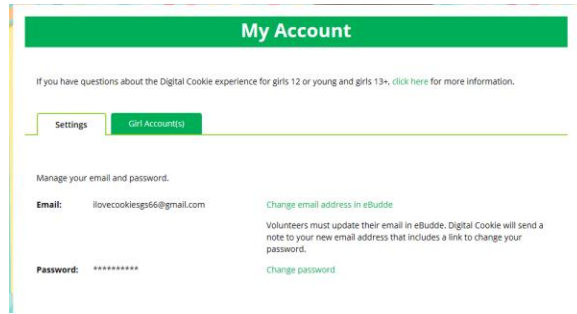 My Account
If you have questions about the Digital Cookie experience for girls 12 or young and girls 13+, click here for more information.
Settings
Girl Account(s)
Manage your email and password.
Email: ilovecookiesgs66@gmail.com Change email address in eBudde
Volunteers must update their email in eBudde. Digital Cookie will send a
note to your new email address that includes a link to change your
password.
Password: ********** Change password